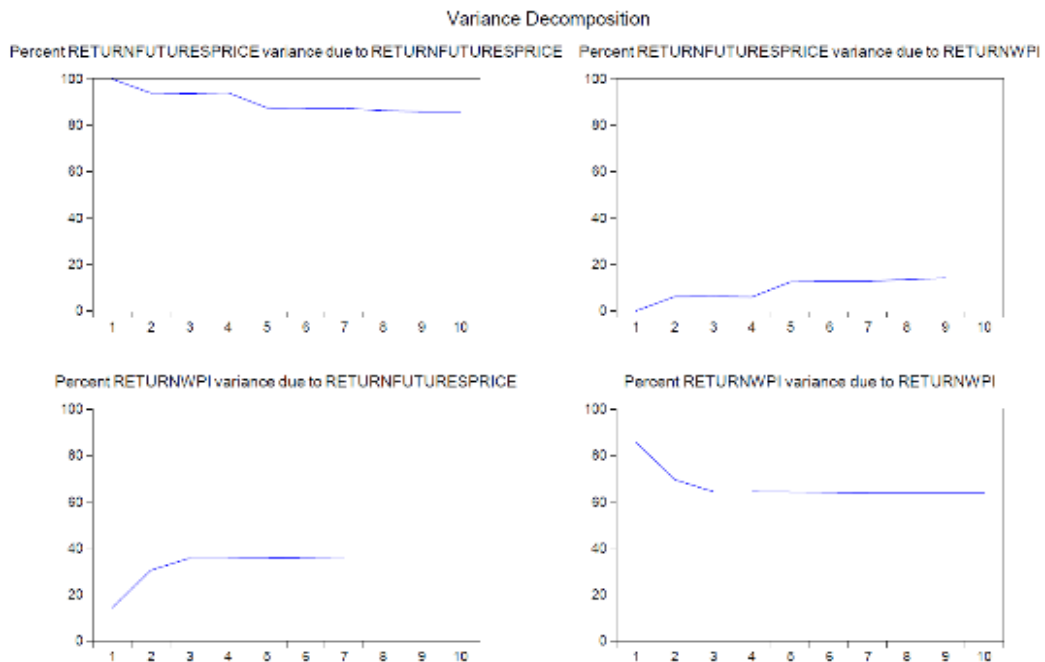 Variance Decomposition
Percent RETURNFUTURESPRICE variance due to RETURNFUTURESPRICE
100
80
60
40
20
0
1 2 3 4 5 6 7 8 9 10
Percent RETURNFUTURESPRICE variance due to RETURNWPI
100
80
60
40
20
0
1 2 3 4 5 6 7 8 9 10
Percent RETURNWPI variance due to RETURNFUTURESPRICE
100
80
60
40
20
0
1 2 3 4 5 6 7 8 9 10
Percent RETURNWPI variance due to RETURNWPI
100
80
60
40
20
0
1 2 3 4 5 6 7 8 9 10